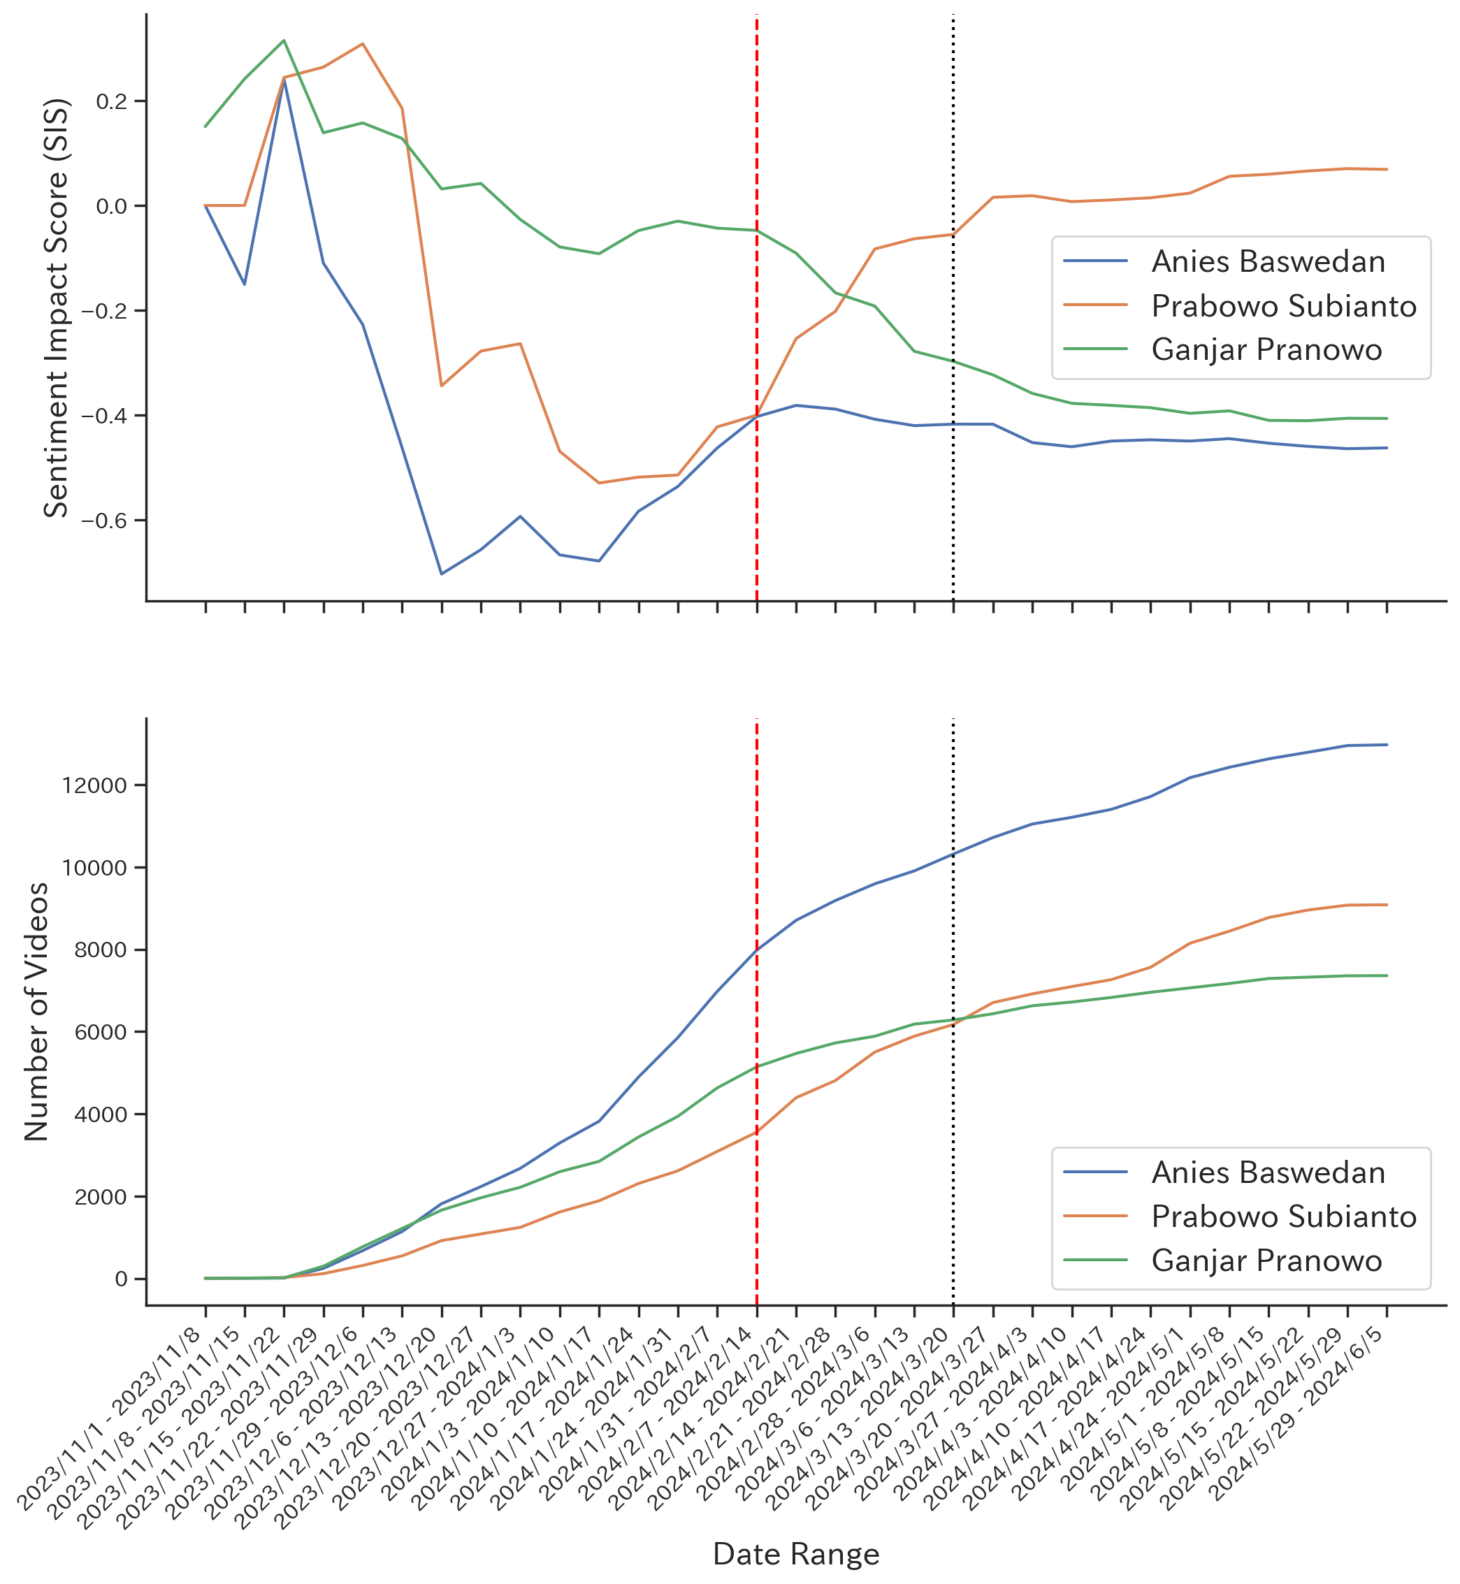 Sentiment Impact Score (SIS)
0.2
0.0
−0.2
−0.4
−0.6
Anies Baswedan
Prabowo Subianto
Ganjar Pranowo
Number of Videos
12000
10000
8000
6000
4000
2000
0
Anies Baswedan
Prabowo Subianto
Ganjar Pranowo
2023/11/1 - 2023/11/8
2023/11/8 - 2023/11/15
2023/11/15 - 2023/11/22
2023/11/22 - 2023/11/29
2023/11/29 - 2023/12/6
2023/12/6 - 2023/12/13
2023/12/13 - 2023/12/20
2023/12/20 - 2023/12/27
2023/12/27 - 2024/1/3
2024/1/3 - 2024/1/10
2024/1/10 - 2024/1/17
2024/1/17 - 2024/1/24
2024/1/24 - 2024/1/31
2024/1/31 - 2024/2/7
2024/2/7 - 2024/2/14
2024/2/14 - 2024/2/21
2024/2/21 - 2024/2/28
2024/2/28 - 2024/3/6
2024/3/6 - 2024/3/13
2024/3/13 - 2024/3/20
2024/3/20 - 2024/3/27
2024/3/27 - 2024/4/3
2024/4/3 - 2024/4/10
2024/4/10 - 2024/4/17
2024/4/17 - 2024/4/24
2024/4/24 - 2024/5/1
2024/5/1 - 2024/5/8
2024/5/8 - 2024/5/15
2024/5/15 - 2024/5/22
2024/5/22 - 2024/5/29
2024/5/29 - 2024/6/5
Date Range